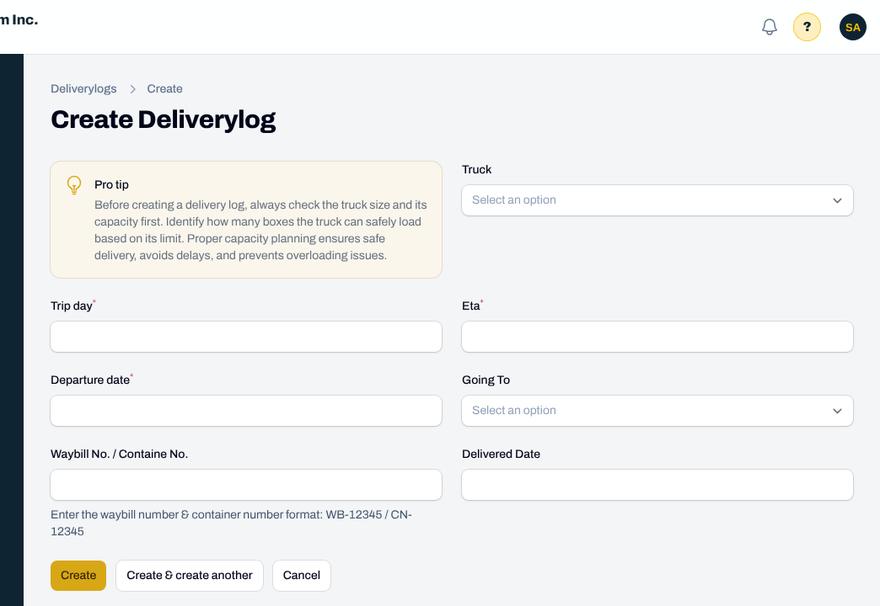 m Inc.
?
SA
Deliverylogs
Create
Create Deliverylog
Pro tip
Before creating a delivery log, always check the truck size and its
capacity first. Identify how many boxes the truck can safely load
based on its limit. Proper capacity planning ensures safe
delivery, avoids delays, and prevents overloading issues.
Truck
Select an option
Trip day*
Eta*
Departure date*
Going To
Select an option
Waybill No. / Containe No.
Delivered Date
Enter the waybill number & container number format: WB-12345 / CN-
12345
Create
Create & create another
Cancel